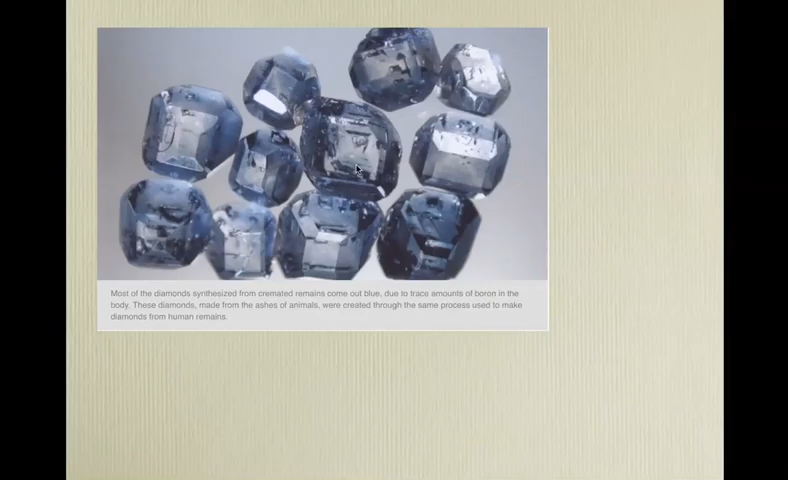 Most of the diamonds synthesized from cremated remains come out blue, due to trace amounts of boron in the
body. These diamonds, made from the ashes of animals, were created through the same process used to make
diamonds from human remains.